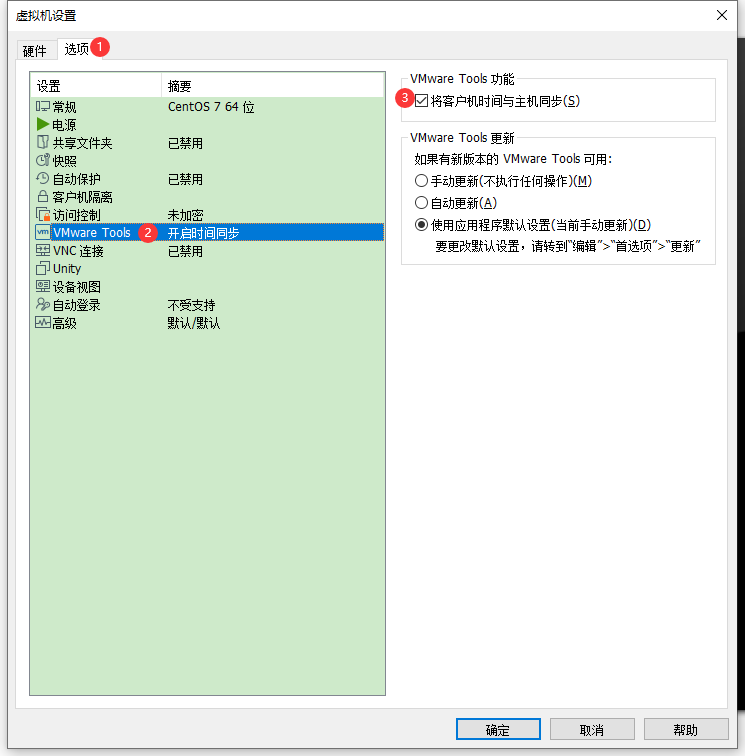 虚拟机设置
硬件 选项 1
设置 摘要
常规 CentOS 7 64 位
电源
共享文件夹 已禁用
快照
自动保护 已禁用
客户机隔离
访问控制 未加密
vm VMware Tools 2 开启时间同步
VNC 连接 已禁用
Unity
设备视图
自动登录 不受支持
高级 默认/默认
VMware Tools 功能
3 将客户机时间与主机同步(S)
VMware Tools 更新
如果有新版本的 VMware Tools 可用:
手动更新(不执行任何操作)(M)
自动更新(A)
使用应用程序默认设置(当前手动更新)(D)
要更改默认设置，请转到“编辑”>“首选项”>“更新”
确定 取消 帮助